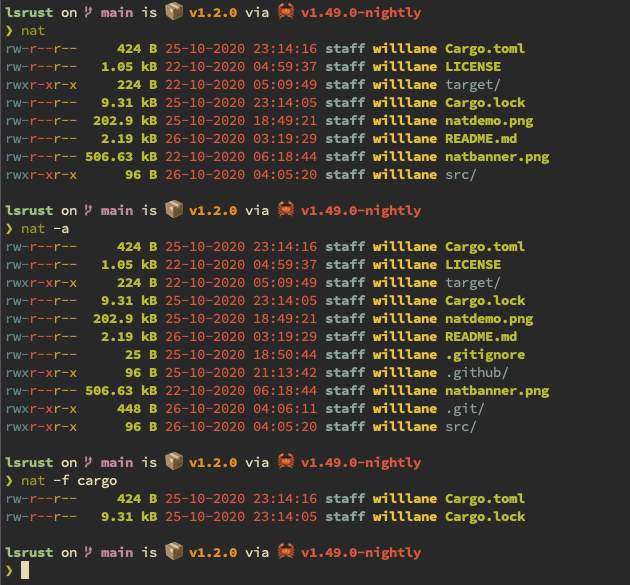 lsrust on main is 📦 v1.2.0 via 🦀 v1.49.0-nightly
❯ nat
rw-r--r-- 424 B 25-10-2020 23:14:16 staff willlane Cargo.toml
rw-r--r-- 1.05 kB 22-10-2020 04:59:37 staff willlane LICENSE
rwxr-xr-x 224 B 22-10-2020 05:09:49 staff willlane target/
rw-r--r-- 9.31 kB 25-10-2020 23:14:05 staff willlane Cargo.lock
rw-r--r-- 202.9 kB 25-10-2020 18:49:21 staff willlane natdemo.png
rw-r--r-- 2.19 kB 26-10-2020 03:19:29 staff willlane README.md
rw-r--r-- 506.63 kB 22-10-2020 06:18:44 staff willlane natbanner.png
rwxr-xr-x 96 B 26-10-2020 04:05:20 staff willlane src/
lsrust on main is 📦 v1.2.0 via 🦀 v1.49.0-nightly
❯ nat -a
rw-r--r-- 424 B 25-10-2020 23:14:16 staff willlane Cargo.toml
rw-r--r-- 1.05 kB 22-10-2020 04:59:37 staff willlane LICENSE
rwxr-xr-x 224 B 22-10-2020 05:09:49 staff willlane target/
rw-r--r-- 9.31 kB 25-10-2020 23:14:05 staff willlane Cargo.lock
rw-r--r-- 202.9 kB 25-10-2020 18:49:21 staff willlane natdemo.png
rw-r--r-- 2.19 kB 26-10-2020 03:19:29 staff willlane README.md
rw-r--r-- 25 B 25-10-2020 18:50:44 staff willlane .gitignore
rwxr-xr-x 96 B 25-10-2020 21:13:42 staff willlane .github/
rw-r--r-- 506.63 kB 22-10-2020 06:18:44 staff willlane natbanner.png
rwxr-xr-x 448 B 26-10-2020 04:06:11 staff willlane .git/
rwxr-xr-x 96 B 26-10-2020 04:05:20 staff willlane src/
lsrust on main is 📦 v1.2.0 via 🦀 v1.49.0-nightly
❯ nat -f cargo
rw-r--r-- 424 B 25-10-2020 23:14:16 staff willlane Cargo.toml
rw-r--r-- 9.31 kB 25-10-2020 23:14:05 staff willlane Cargo.lock
lsrust on main is 📦 v1.2.0 via 🦀 v1.49.0-nightly
❯